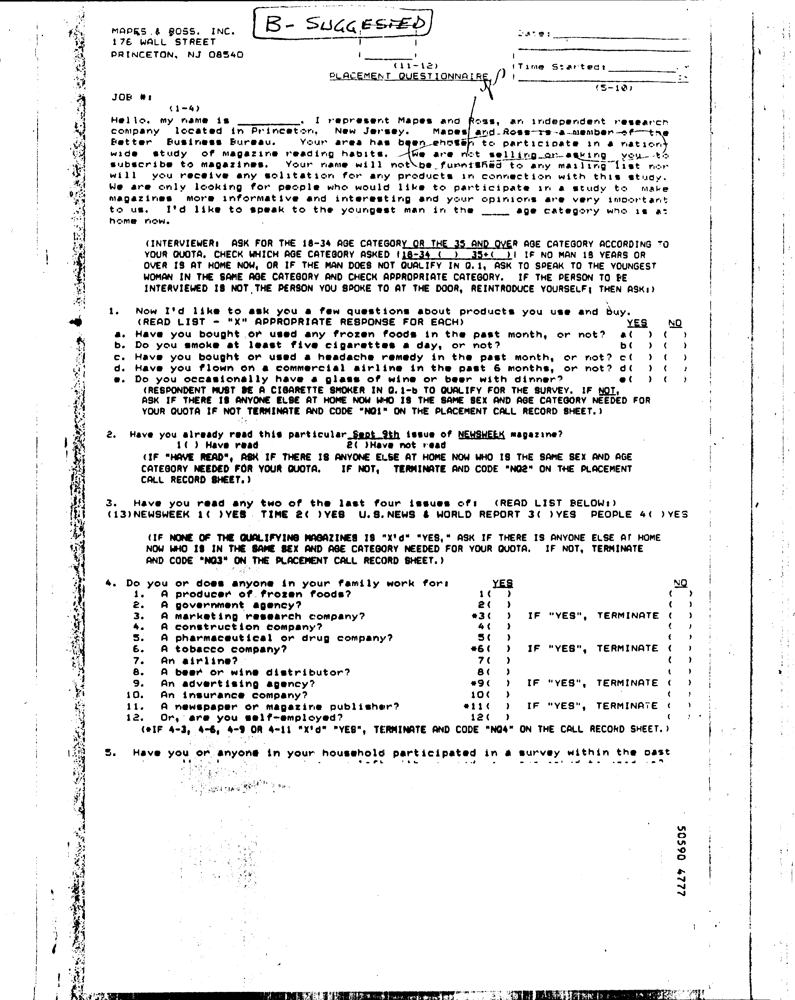 B- SUGGESTED
MAPES & BOSS, INC.
176 WALL STREET
PRINCETON, NJ 08540
Date:
(11-12)
PLACEMENT QUESTIONNAIRE
Time Started:
(5-10)
JOB #:
(1-4)
Hello, my name is ________, I represent Mapes and Ross, an independent research
company located in Princeton, New Jersey. Mapes and Ross is a member of the
Better Business Bureau. Your area has been chosen to participate in a nation
wide study of magazine reading habits. We are not selling or asking you to
subscribe to magazines. Your name will not be furnished to any mailing list nor
will you receive any solitation for any products in connection with this study.
We are only looking for people who would like to participate in a study to make
magazines more informative and interesting and your opinions are very important
to us. I'd like to speak to the youngest man in the ____ age category who is at
home now.
(INTERVIEWER: ASK FOR THE 18-34 AGE CATEGORY OR THE 35 AND OVER AGE CATEGORY ACCORDING TO
YOUR QUOTA. CHECK WHICH AGE CATEGORY ASKED |18-34 ( ) 35+( )| IF NO MAN 18 YEARS OR
OVER IS AT HOME NOW, OR IF THE MAN DOES NOT QUALIFY IN Q.1, ASK TO SPEAK TO THE YOUNGEST
WOMAN IN THE SAME AGE CATEGORY AND CHECK APPROPRIATE CATEGORY. IF THE PERSON TO BE
INTERVIEWED IS NOT THE PERSON YOU SPOKE TO AT THE DOOR, REINTRODUCE YOURSELF; THEN ASK:)
1. Now I'd like to ask you a few questions about products you use and buy.
(READ LIST - "X" APPROPRIATE RESPONSE FOR EACH) YES NO
a. Have you bought or used any frozen foods in the past month, or not? a( ) ( )
b. Do you smoke at least five cigarettes a day, or not? b( ) ( )
c. Have you bought or used a headache remedy in the past month, or not? c( ) ( )
d. Have you flown on a commercial airline in the past 6 months, or not? d( ) ( )
e. Do you occasionally have a glass of wine or beer with dinner? e( ) ( )
(RESPONDENT MUST BE A CIGARETTE SMOKER IN Q.1-b TO QUALIFY FOR THE SURVEY. IF NOT,
ASK IF THERE IS ANYONE ELSE AT HOME NOW WHO IS THE SAME SEX AND AGE CATEGORY NEEDED FOR
YOUR QUOTA IF NOT TERMINATE AND CODE "NQ1" ON THE PLACEMENT CALL RECORD SHEET.)
2. Have you already read this particular Sept 9th issue of NEWSWEEK magazine?
1( ) Have read 2( )Have not read
(IF "HAVE READ", ASK IF THERE IS ANYONE ELSE AT HOME NOW WHO IS THE SAME SEX AND AGE
CATEGORY NEEDED FOR YOUR QUOTA. IF NOT, TERMINATE AND CODE "NQ2" ON THE PLACEMENT
CALL RECORD SHEET.)
3. Have you read any two of the last four issues of: (READ LIST BELOW:)
(13)NEWSWEEK 1( )YES TIME 2( )YES U.S.NEWS & WORLD REPORT 3( )YES PEOPLE 4( )YES
(IF NONE OF THE QUALIFYING MAGAZINES IS "X'd" "YES," ASK IF THERE IS ANYONE ELSE AT HOME
NOW WHO IS IN THE SAME SEX AND AGE CATEGORY NEEDED FOR YOUR QUOTA. IF NOT, TERMINATE
AND CODE "NQ3" ON THE PLACEMENT CALL RECORD SHEET.)
4. Do you or does anyone in your family work for: YES NO
1. A producer of frozen foods? 1( ) ( )
2. A government agency? 2( ) ( )
3. A marketing research company? *3( ) IF "YES", TERMINATE ( )
4. A construction company? 4( ) ( )
5. A pharmaceutical or drug company? 5( ) ( )
6. A tobacco company? *6( ) IF "YES", TERMINATE ( )
7. An airline? 7( ) ( )
8. A beer or wine distributor? 8( ) ( )
9. An advertising agency? *9( ) IF "YES", TERMINATE ( )
10. An insurance company? 10( ) ( )
11. A newspaper or magazine publisher? *11( ) IF "YES", TERMINATE ( )
12. Or, are you self-employed? 12( ) ( )
(*IF 4-3, 4-6, 4-9 OR 4-11 "X'd" "YES", TERMINATE AND CODE "NQ4" ON THE CALL RECORD SHEET.)
5. Have you or anyone in your household participated in a survey within the past
50590 4777